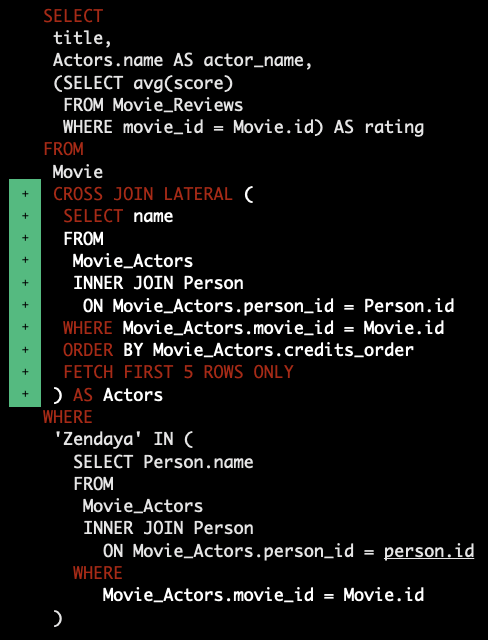 SELECT
title,
Actors.name AS actor_name,
(SELECT avg(score)
FROM Movie_Reviews
WHERE movie_id = Movie.id) AS rating
FROM
Movie
+ CROSS JOIN LATERAL (
+ SELECT name
+ FROM
+ Movie_Actors
+ INNER JOIN Person
+ ON Movie_Actors.person_id = Person.id
+ WHERE Movie_Actors.movie_id = Movie.id
+ ORDER BY Movie_Actors.credits_order
+ FETCH FIRST 5 ROWS ONLY
+ ) AS Actors
WHERE
'Zendaya' IN (
SELECT Person.name
FROM
Movie_Actors
INNER JOIN Person
ON Movie_Actors.person_id = person.id
WHERE
Movie_Actors.movie_id = Movie.id
)